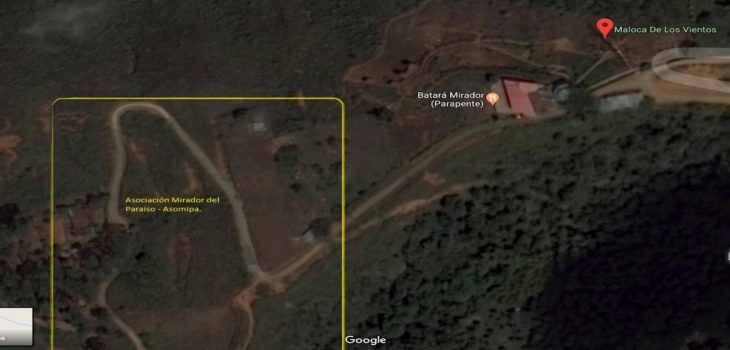 Maloca De Los Vientos
Batará Mirador
(Parapente)
Asociación Mirador del
Paraiso - Asomipa.
Google